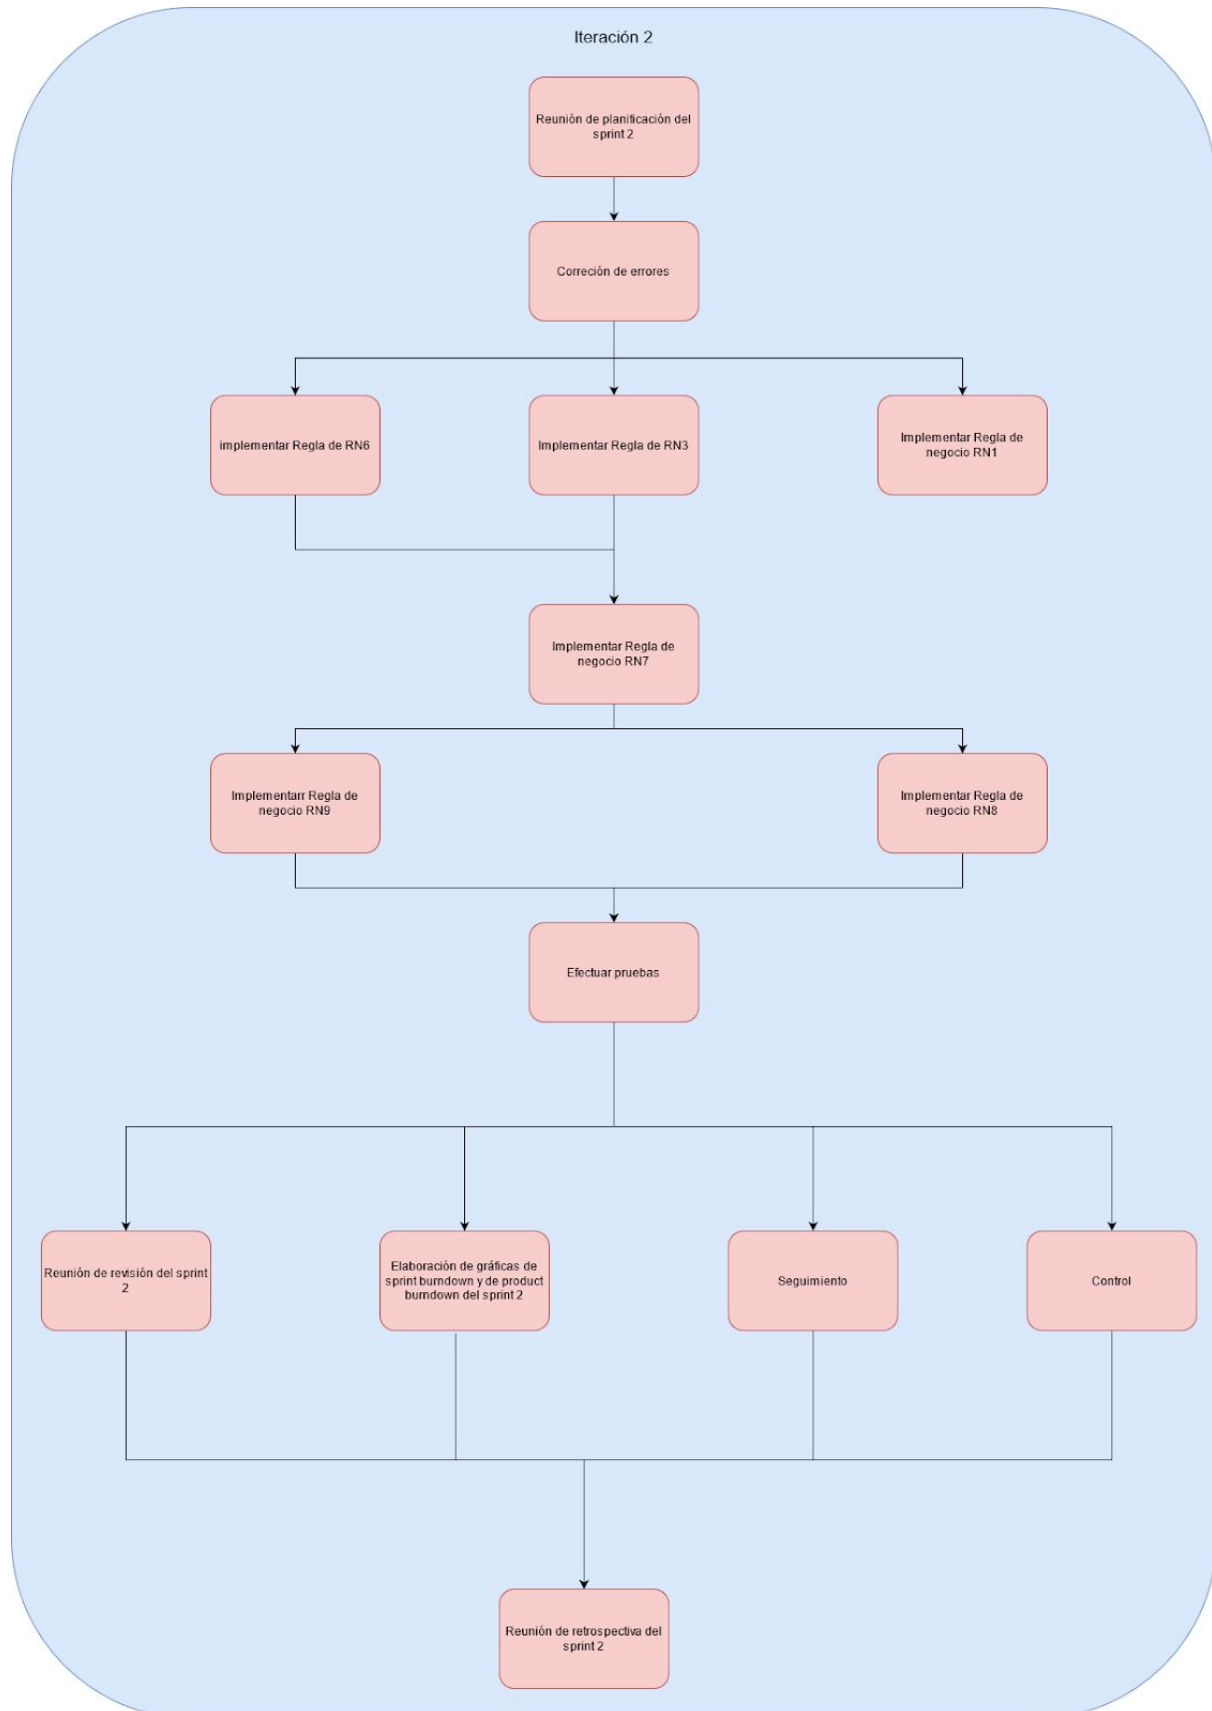 Iteración 2
Reunión de planificación del
sprint 2
Correción de errores
implementar Regla de RN6
Implementar Regla de RN3
Implementar Regla de
negocio RN1
Implementar Regla de
negocio RN7
Implementarr Regla de
negocio RN9
Implementar Regla de
negocio RN8
Efectuar pruebas
Reunión de revisión del sprint
2
Elaboración de gráficas de
sprint burndown y de product
burndown del sprint 2
Seguimiento
Control
Reunión de retrospectiva del
sprint 2